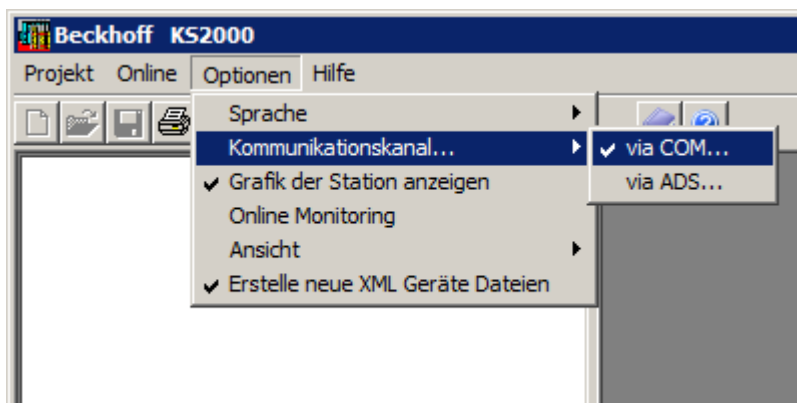 Beckhoff KS2000
Projekt Online Optionen Hilfe
Sprache
Kommunikationskanal...
via COM...
Grafik der Station anzeigen
via ADS...
Online Monitoring
Ansicht
Erstelle neue XML Geräte Dateien